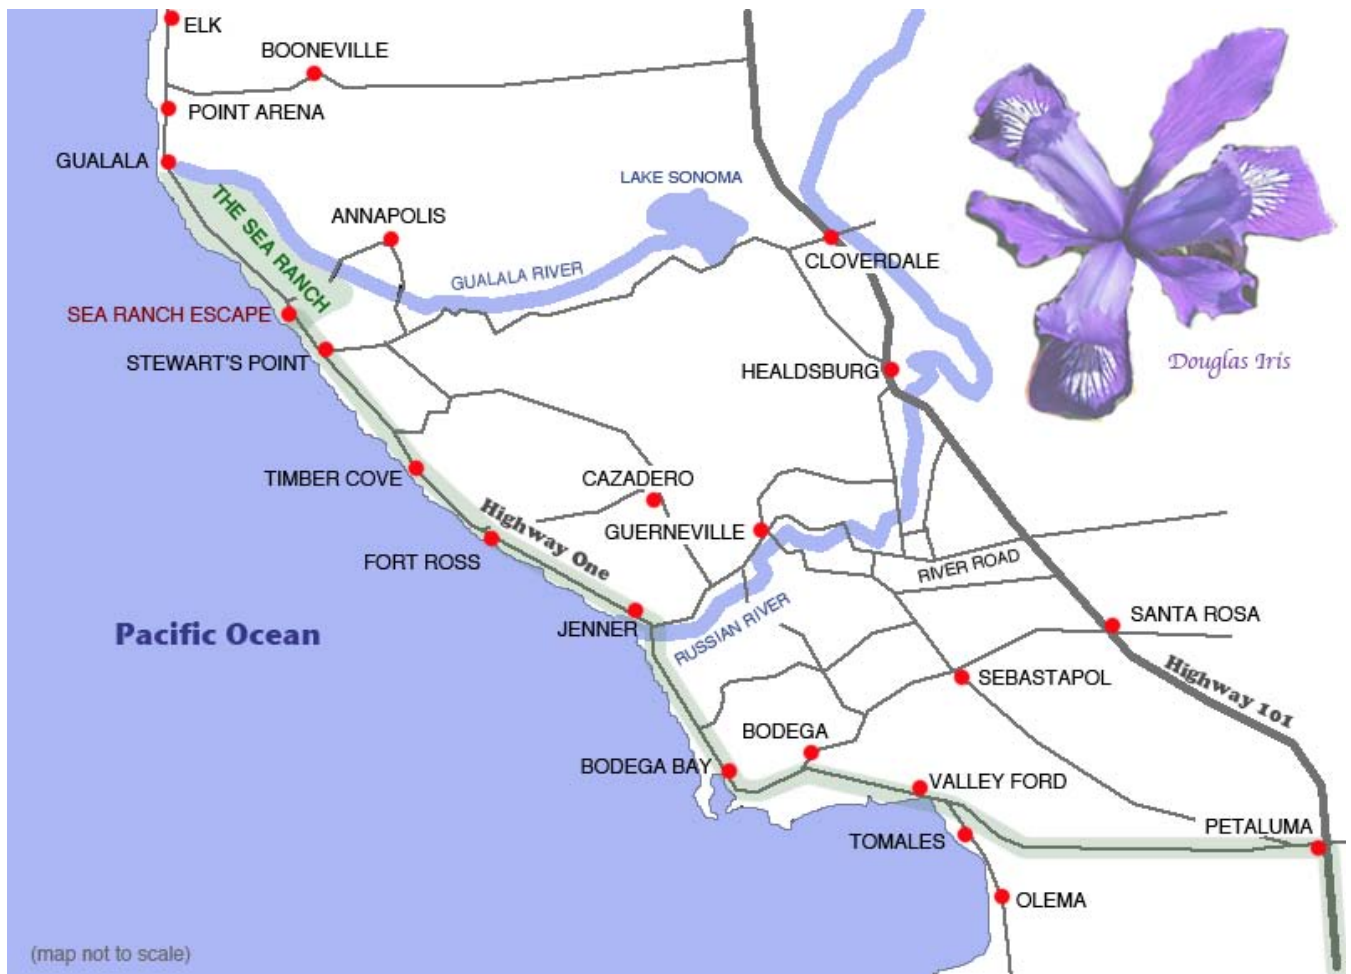 ELK
BOONEVILLE
POINT ARENA
GUALALA
LAKE SONOMA
THE SEA RANCH
ANNAPOLIS
GUALALA RIVER
CLOVERDALE
SEA RANCH ESCAPE
STEWART'S POINT
HEALDSBURG
Douglas Iris
TIMBER COVE
CAZADERO
Highway One
GUERNEVILLE
FORT ROSS
RIVER ROAD
Pacific Ocean
JENNER
RUSSIAN RIVER
SANTA ROSA
SEBASTAPOL
Highway 101
BODEGA
BODEGA BAY
VALLEY FORD
TOMALES
PETALUMA
OLEMA
(map not to scale)